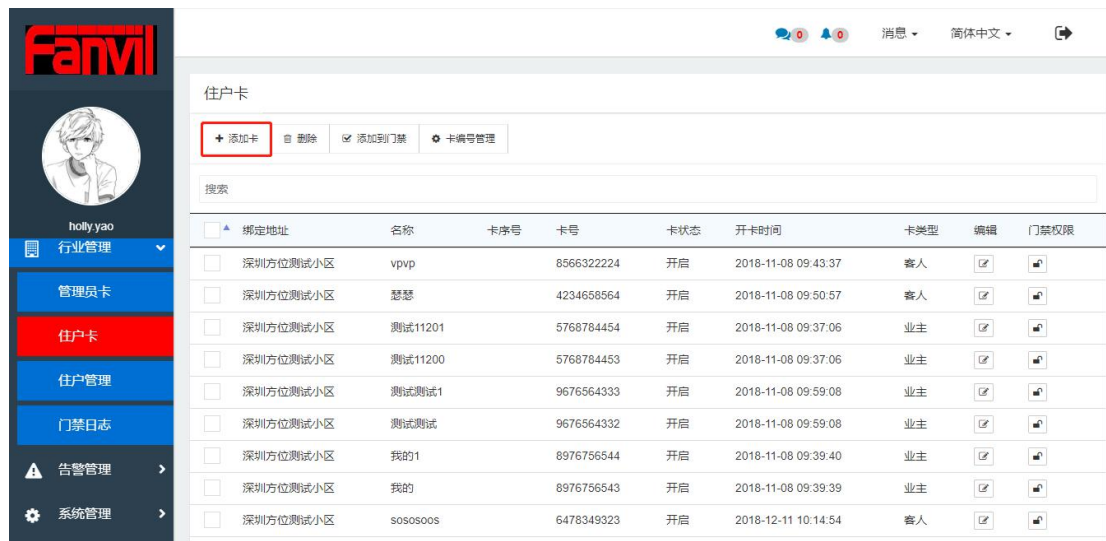 Fanvil
0 0 消息 简体中文
住户卡
添加卡 删除 添加到门禁 卡编号管理
搜索
holly.yao
行业管理
管理员卡
住户卡
住户管理
门禁日志
告警管理
系统管理
绑定地址 名称 卡序号 卡号 卡状态 开卡时间 卡类型 编辑 门禁权限
深圳方位测试小区 vpvp 8566322224 开启 2018-11-08 09:43:37 客人
深圳方位测试小区 瑟瑟 4234658564 开启 2018-11-08 09:50:57 客人
深圳方位测试小区 测试11201 5768784454 开启 2018-11-08 09:37:06 业主
深圳方位测试小区 测试11200 5768784453 开启 2018-11-08 09:37:06 业主
深圳方位测试小区 测试测试1 9676564333 开启 2018-11-08 09:59:08 业主
深圳方位测试小区 测试测试 9676564332 开启 2018-11-08 09:59:08 业主
深圳方位测试小区 我的1 8976756544 开启 2018-11-08 09:39:40 业主
深圳方位测试小区 我的 8976756543 开启 2018-11-08 09:39:39 业主
深圳方位测试小区 sososoos 6478349323 开启 2018-12-11 10:14:54 客人